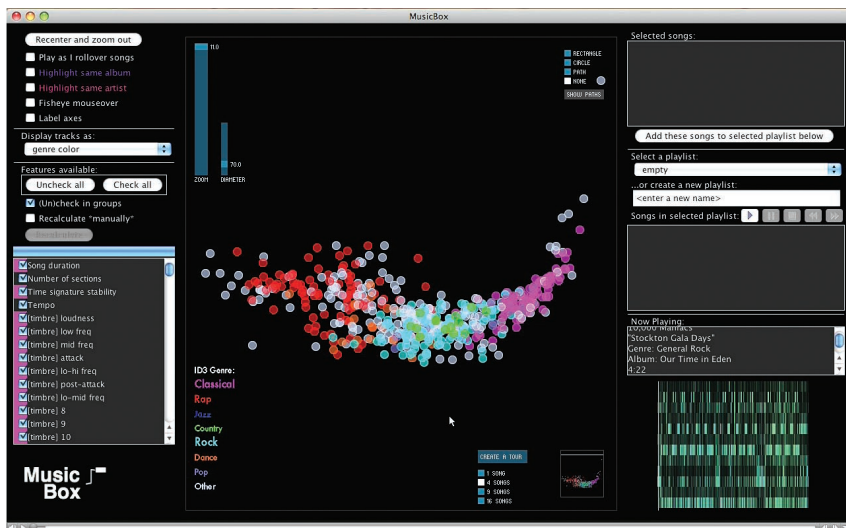 MusicBox
Recenter and zoom out
Play as I rollover songs
Highlight same album
Highlight same artist
Fisheye mouseover
Label axes
Display tracks as:
genre color
Features available:
Uncheck all
Check all
(Un)check in groups
Recalculate "manually"
Song duration
Number of sections
Time signature stability
Tempo
[timbre] loudness
[timbre] low freq
[timbre] mid freq
[timbre] attack
[timbre] lo-hi freq
[timbre] post-attack
[timbre] lo-mid freq
[timbre] 8
[timbre] 9
[timbre] 10
Music
Box
11.0
70.0
ZOOM
DIAMETER
RECTANGLE
CIRCLE
PATH
NONE
SHOW PATHS
ID3 Genre:
Classical
Rap
Jazz
Country
Rock
Dance
Pop
Other
CREATE A TOUR
1 SONG
4 SONGS
9 SONGS
16 SONGS
Selected songs:
Add these songs to selected playlist below
Select a playlist:
empty
...or create a new playlist:
<enter a new name>
Songs in selected playlist:
Now Playing:
10,000 Maniacs
"Stockton Gala Days"
Genre: General Rock
Album: Our Time in Eden
4:22